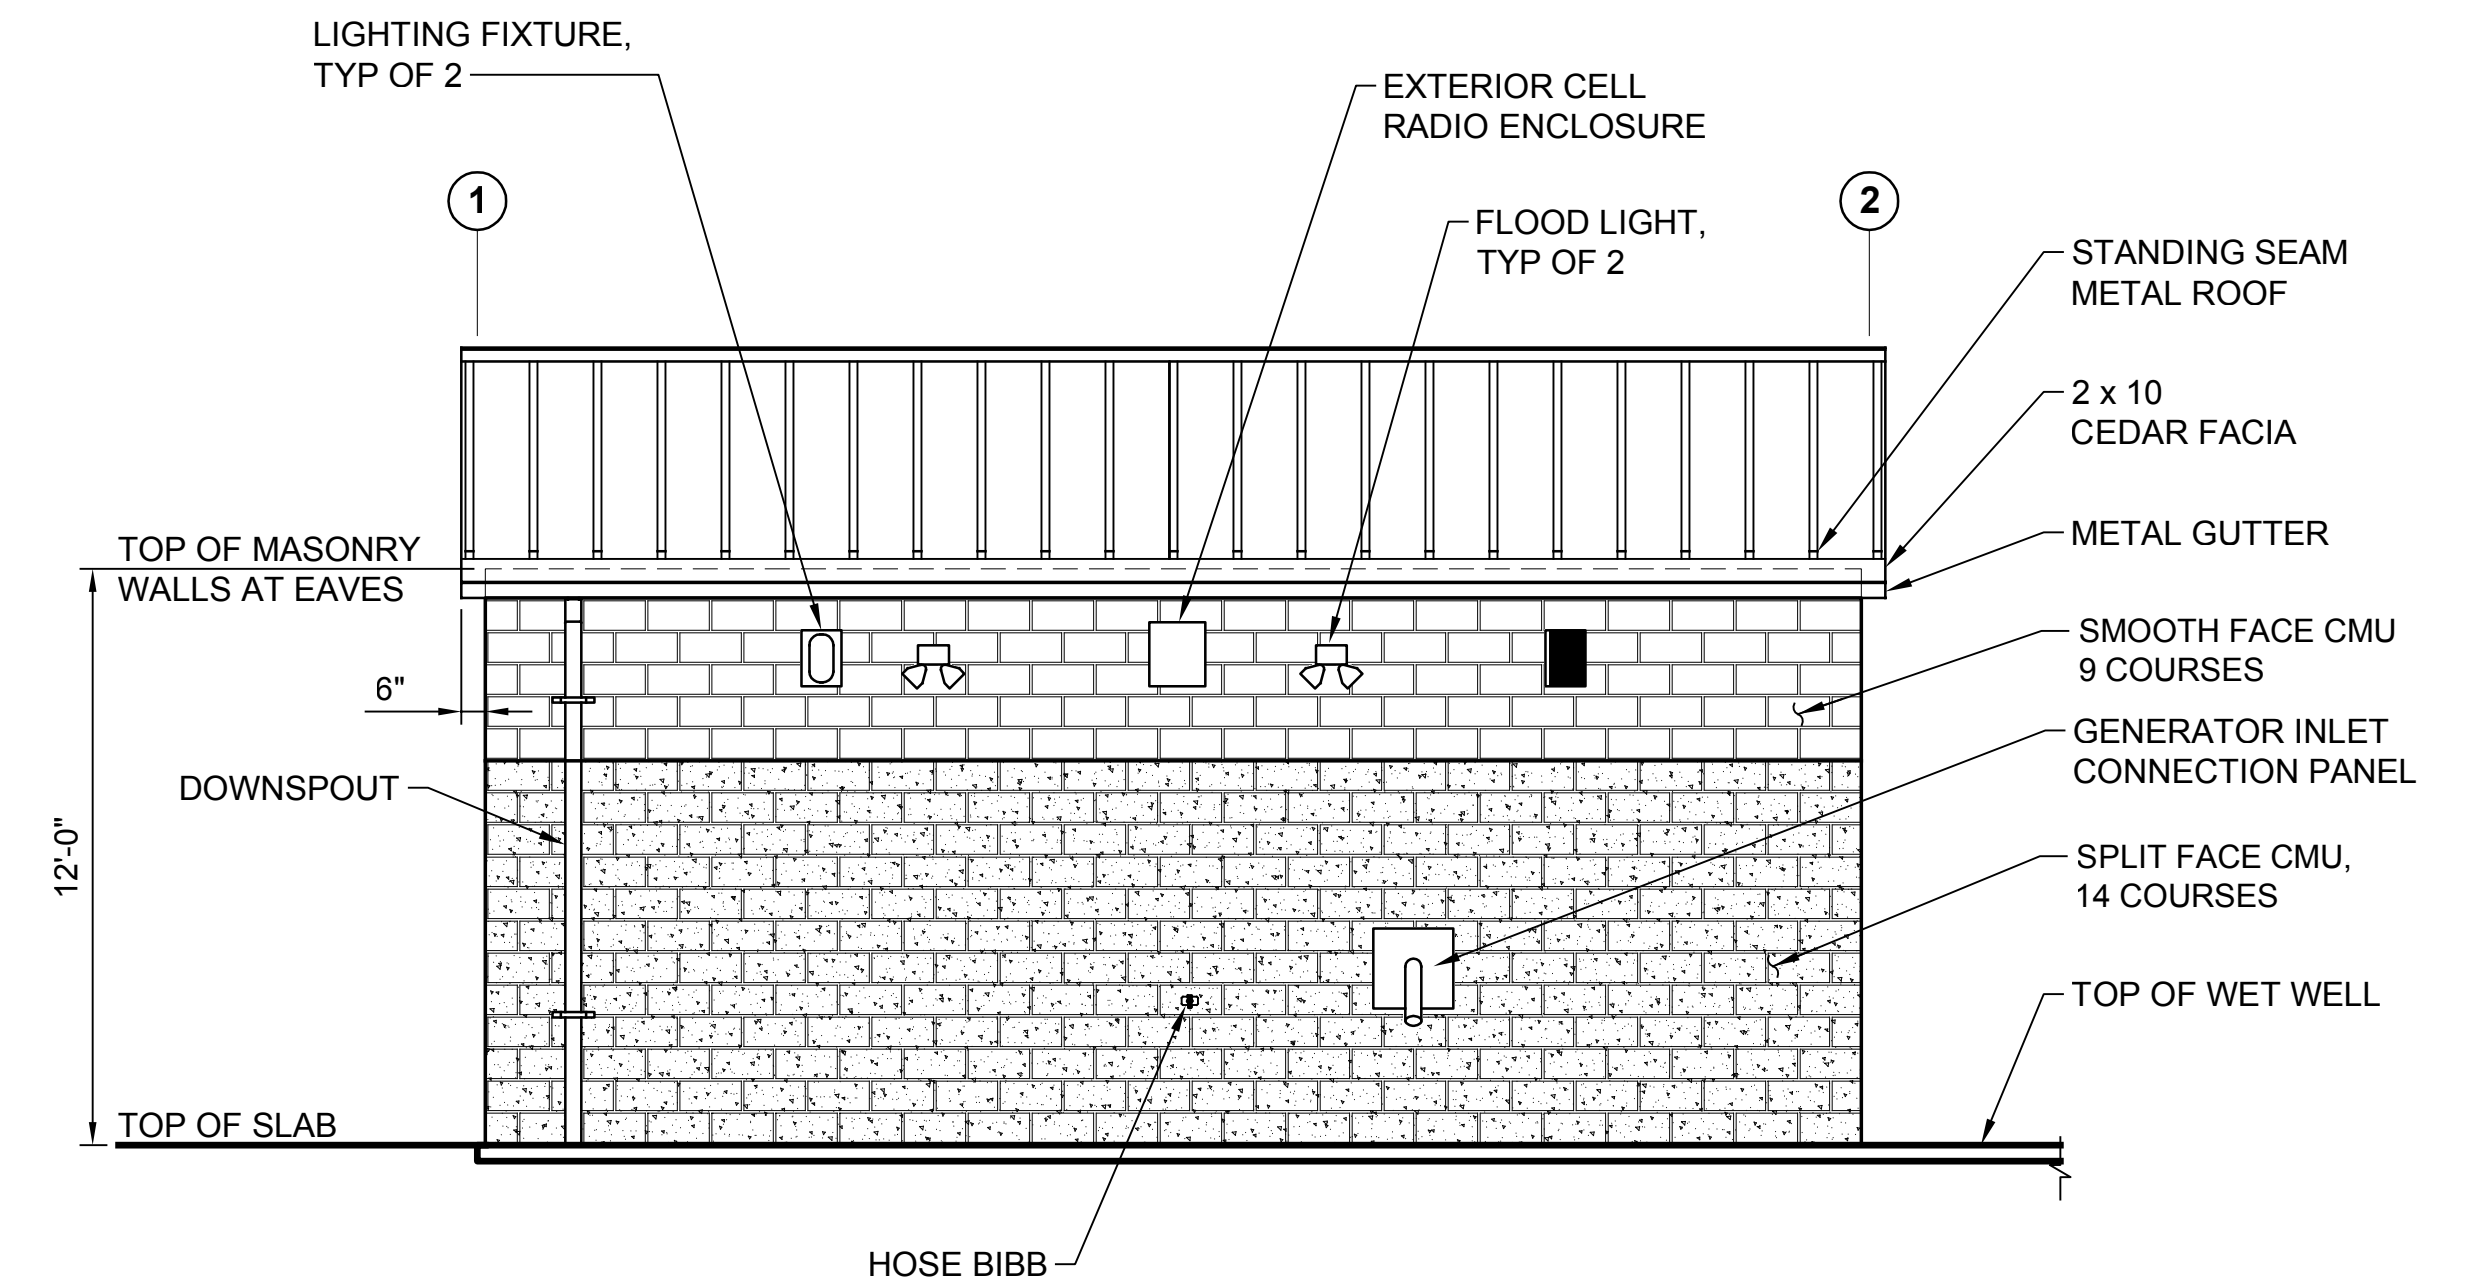 LIGHTING FIXTURE,
TYP OF 2
EXTERIOR CELL
RADIO ENCLOSURE
1
2
FLOOD LIGHT,
TYP OF 2
STANDING SEAM
METAL ROOF
2 x 10
CEDAR FACIA
METAL GUTTER
TOP OF MASONRY
WALLS AT EAVES
SMOOTH FACE CMU
9 COURSES
6"
GENERATOR INLET
CONNECTION PANEL
DOWNSPOUT
12'-0"
SPLIT FACE CMU,
14 COURSES
TOP OF WET WELL
TOP OF SLAB
HOSE BIBB